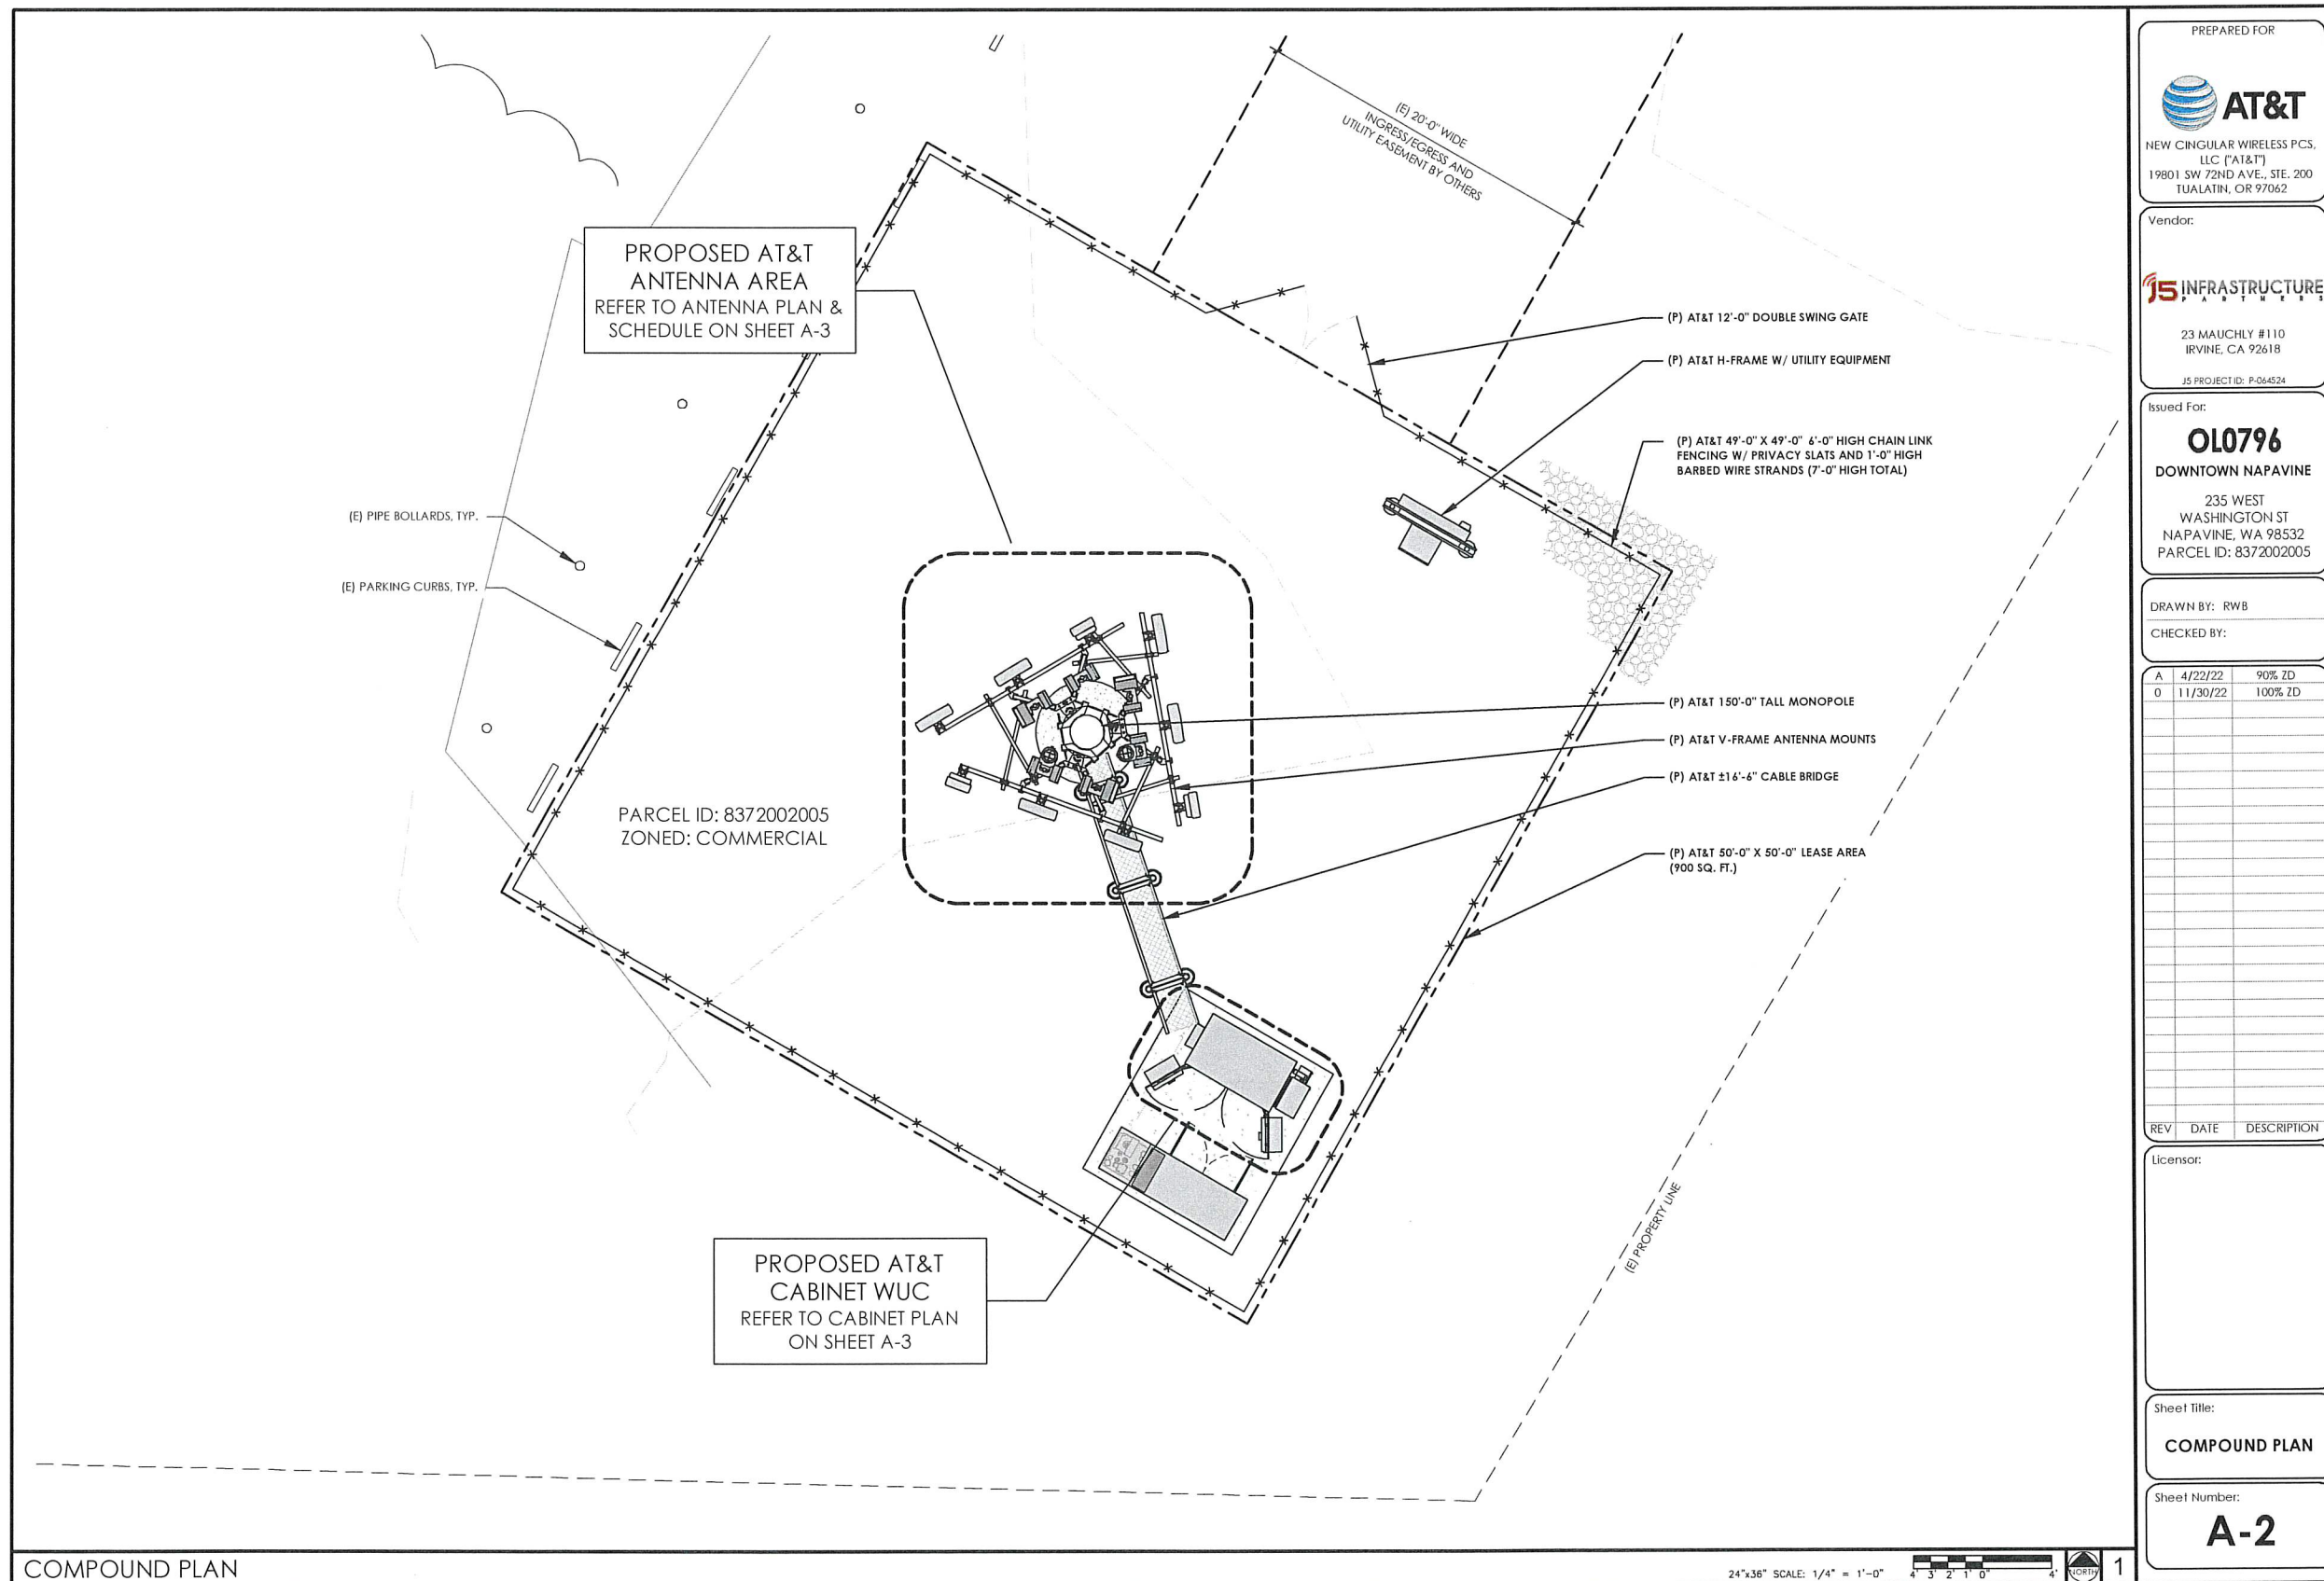 (E) 20'-0" WIDE
INGRESS/EGRESS AND
UTILITY EASEMENT BY OTHERS
PROPOSED AT&T
ANTENNA AREA
REFER TO ANTENNA PLAN &
SCHEDULE ON SHEET A-3
(P) AT&T 12'-0" DOUBLE SWING GATE
(P) AT&T H-FRAME W/ UTILITY EQUIPMENT
(P) AT&T 49'-0" X 49'-0" 6'-0" HIGH CHAIN LINK
FENCING W/ PRIVACY SLATS AND 1'-0" HIGH
BARBED WIRE STRANDS (7'-0" HIGH TOTAL)
(E) PIPE BOLLARDS, TYP.
(E) PARKING CURBS, TYP.
(P) AT&T 150'-0" TALL MONOPOLE
(P) AT&T V-FRAME ANTENNA MOUNTS
(P) AT&T ±16'-6" CABLE BRIDGE
PARCEL ID: 8372002005
ZONED: COMMERCIAL
(P) AT&T 50'-0" X 50'-0" LEASE AREA
(900 SQ. FT.)
(E) PROPERTY LINE
PROPOSED AT&T
CABINET WUC
REFER TO CABINET PLAN
ON SHEET A-3
COMPOUND PLAN
24"x36" SCALE: 1/4" = 1'-0"
4' 3' 2' 1' 0" 4'
NORTH
1
PREPARED FOR
AT&T
NEW CINGULAR WIRELESS PCS,
LLC ("AT&T")
19801 SW 72ND AVE., STE. 200
TUALATIN, OR 97062
Vendor:
J5 INFRASTRUCTURE
PARTNERS
23 MAUCHLY #110
IRVINE, CA 92618
J5 PROJECT ID: P-064524
Issued For:
OL0796
DOWNTOWN NAPAVINE
235 WEST
WASHINGTON ST
NAPAVINE, WA 98532
PARCEL ID: 8372002005
DRAWN BY: RWB
CHECKED BY:
A 4/22/22 90% ZD
0 11/30/22 100% ZD
REV DATE DESCRIPTION
Licensor:
Sheet Title:
COMPOUND PLAN
Sheet Number:
A-2